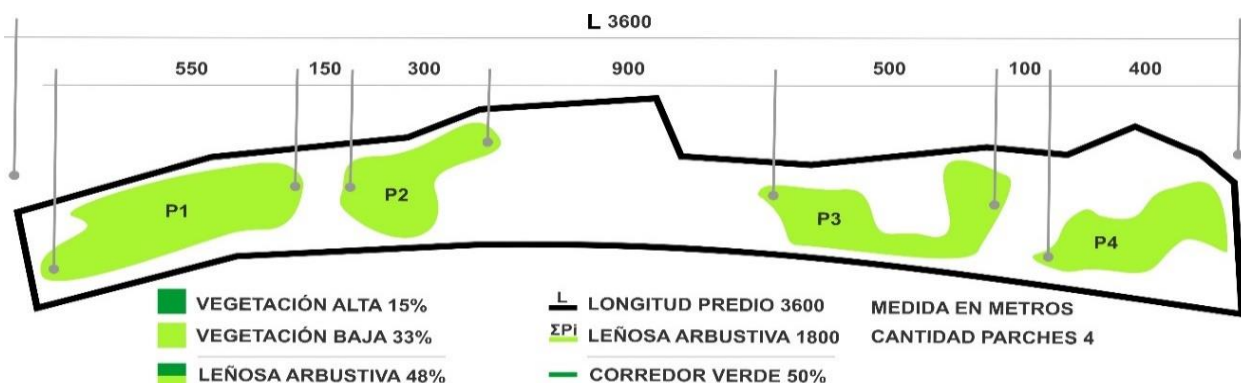 L 3600
550 150 300 900 500 100 400
P1 P2 P3 P4
VEGETACIÓN ALTA 15%
VEGETACIÓN BAJA 33%
LEÑOSA ARBUSTIVA 48%
L LONGITUD PREDIO 3600
ΣPi LEÑOSA ARBUSTIVA 1800
CORREDOR VERDE 50%
MEDIDA EN METROS
CANTIDAD PARCHES 4